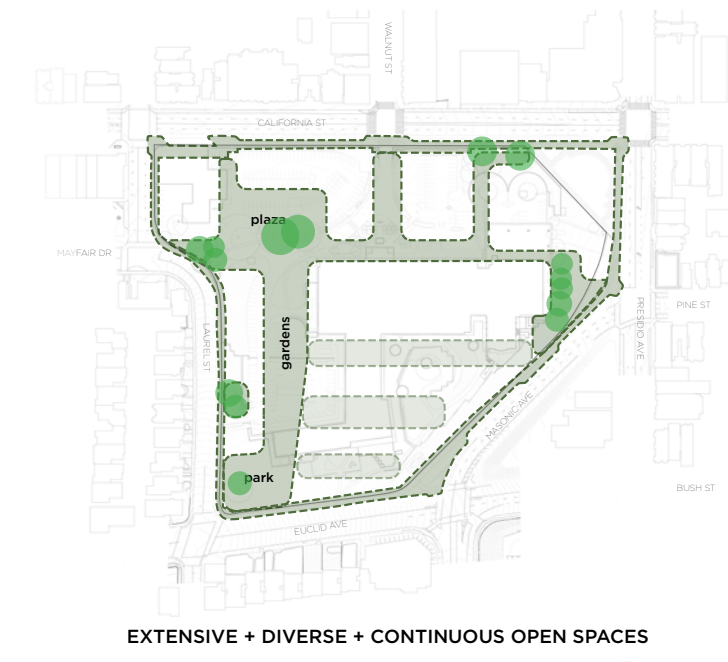 WALNUT ST
CALIFORNIA ST
plaza
MAYFAIR DR
gardens
LAUREL ST
PRESIDIO AVE
PINE ST
MASONIC AVE
park
BUSH ST
EUCLID AVE
EXTENSIVE + DIVERSE + CONTINUOUS OPEN SPACES